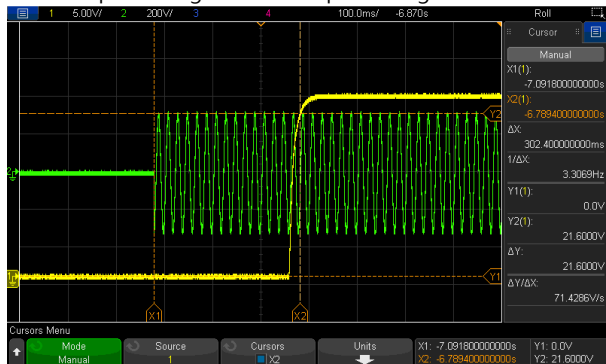 1 5.00V/ 2 200V/ 3 4 100.0ms/ -6.870s Roll
Cursor
Manual
X1(1):
-7.091800000000s
X2(1):
-6.789400000000s
ΔX:
302.400000000ms
1/ΔX:
3.3069Hz
Y1(1):
0.0V
Y2(1):
21.6000V
ΔY:
21.6000V
ΔY/ΔX:
71.4286V/s
Y2
2
Y1
1
X1 X2
Cursors Menu
Mode Source Cursors Units X1: -7.091800000000s Y1: 0.0V
Manual 1 X2 X2: -6.789400000000s Y2: 21.6000V